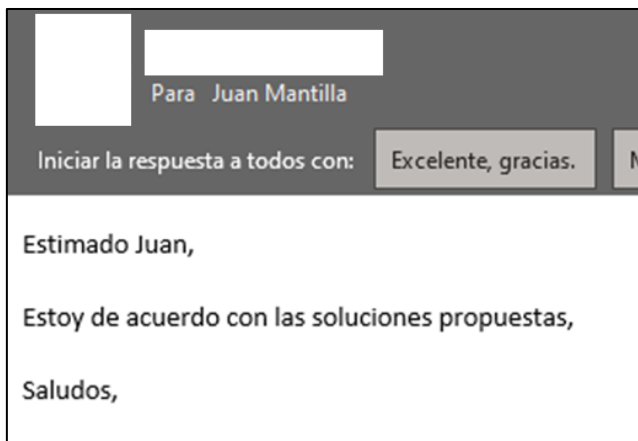 Para Juan Mantilla
Iniciar la respuesta a todos con: Excelente, gracias.
Estimado Juan,
Estoy de acuerdo con las soluciones propuestas,
Saludos,